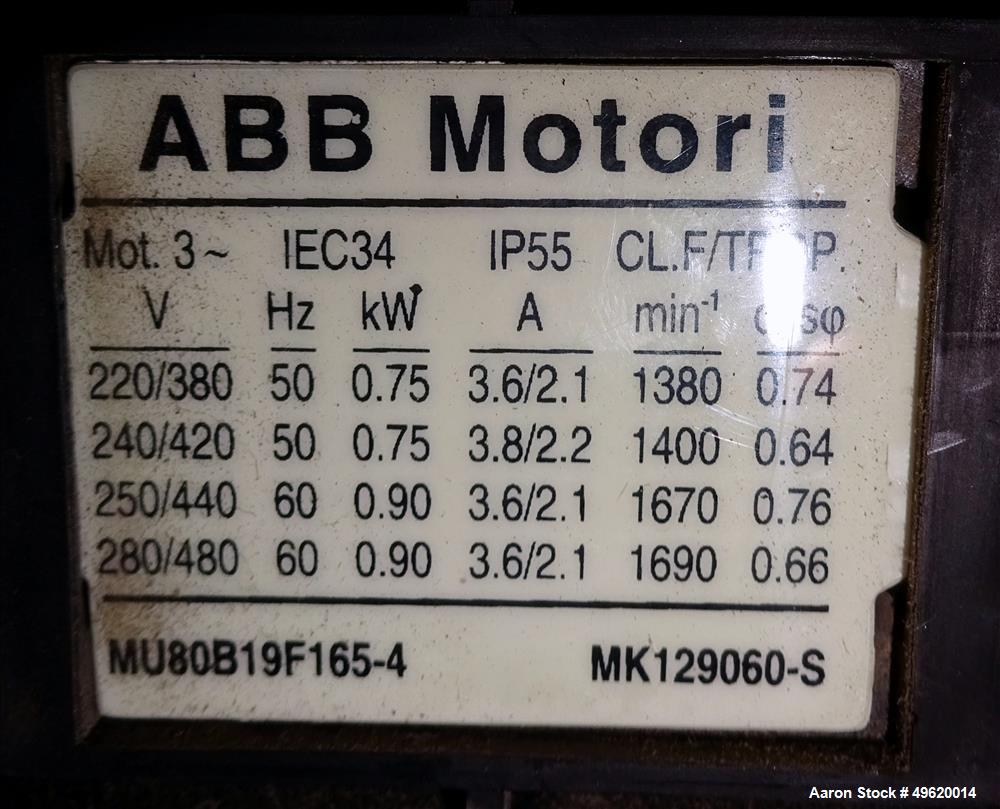 ABB Motori
Mot. 3~ IEC34 IP55 CL.F/TROP.
V Hz kW A min-1 cosφ
220/380 50 0.75 3.6/2.1 1380 0.74
240/420 50 0.75 3.8/2.2 1400 0.64
250/440 60 0.90 3.6/2.1 1670 0.76
280/480 60 0.90 3.6/2.1 1690 0.66
MU80B19F165-4 MK129060-S
Aaron Stock # 49620014